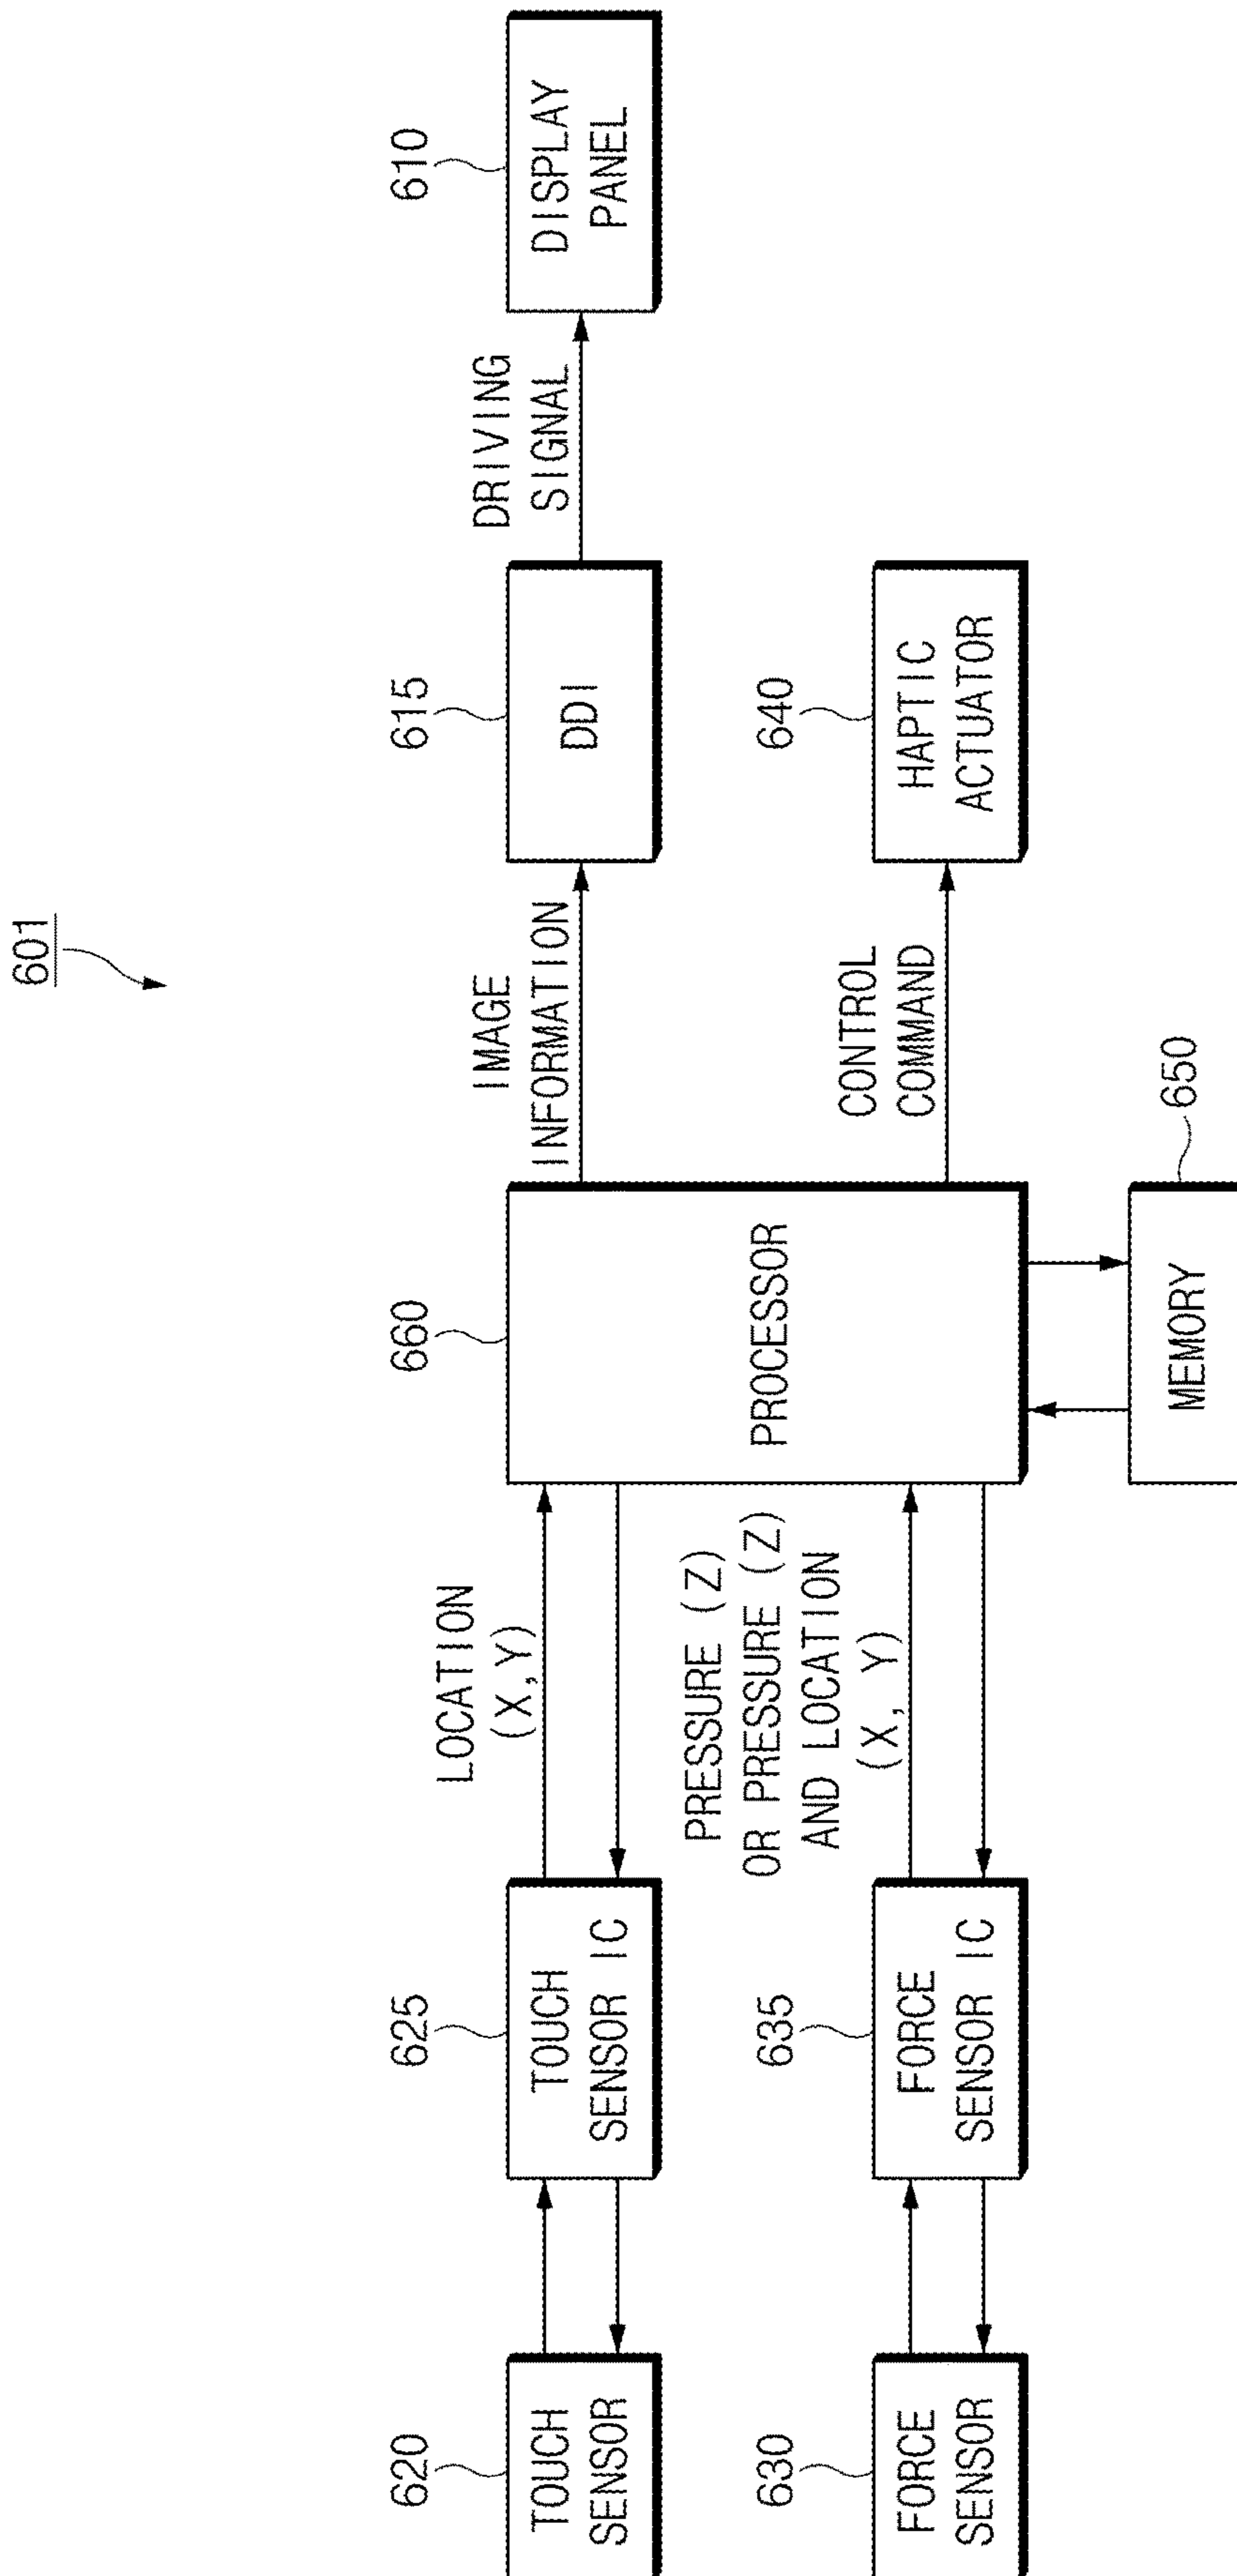 601
620
TOUCH
SENSOR
625
TOUCH
SENSOR IC
LOCATION
(X,Y)
660
PROCESSOR
IMAGE
INFORMATION
615
DDI
DRIVING
SIGNAL
610
DISPLAY
PANEL
630
FORCE
SENSOR
635
FORCE
SENSOR IC
PRESSURE (Z)
OR PRESSURE (Z)
AND LOCATION
(X, Y)
CONTROL
COMMAND
640
HAPTIC
ACTUATOR
650
MEMORY